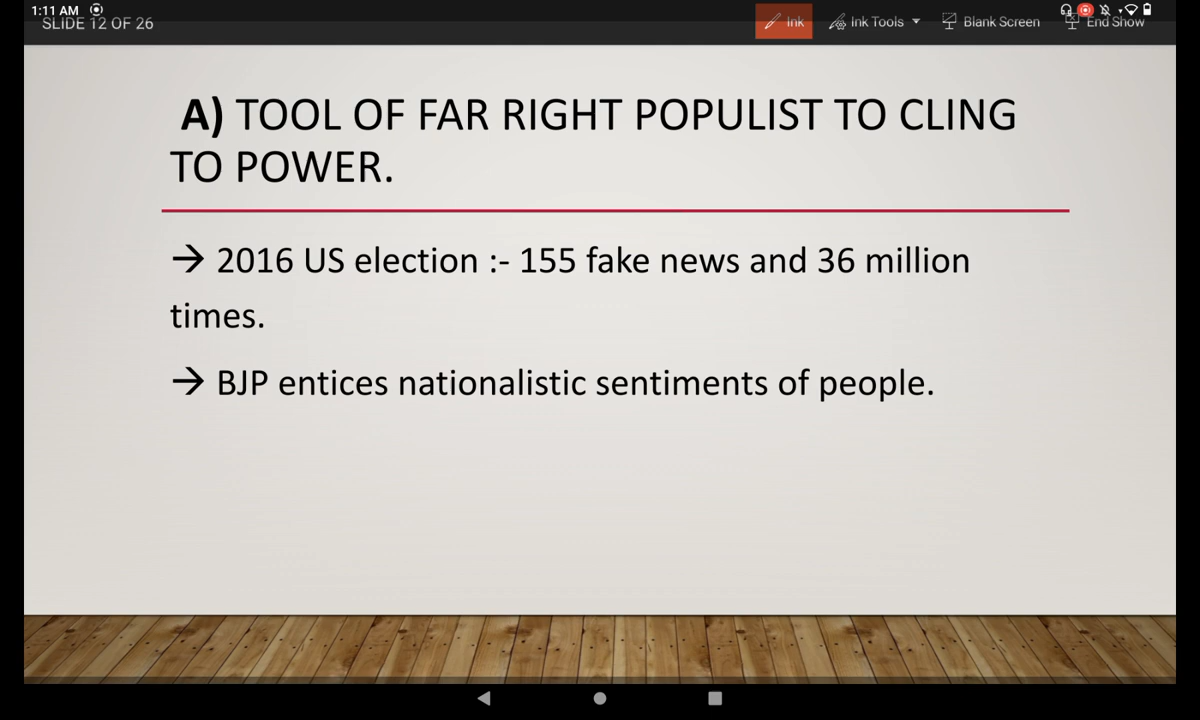 1:11 AM
SLIDE 12 OF 26
Ink
Ink Tools
Blank Screen
End Show
A) TOOL OF FAR RIGHT POPULIST TO CLING
TO POWER.
→ 2016 US election :- 155 fake news and 36 million
times.
→ BJP entices nationalistic sentiments of people.